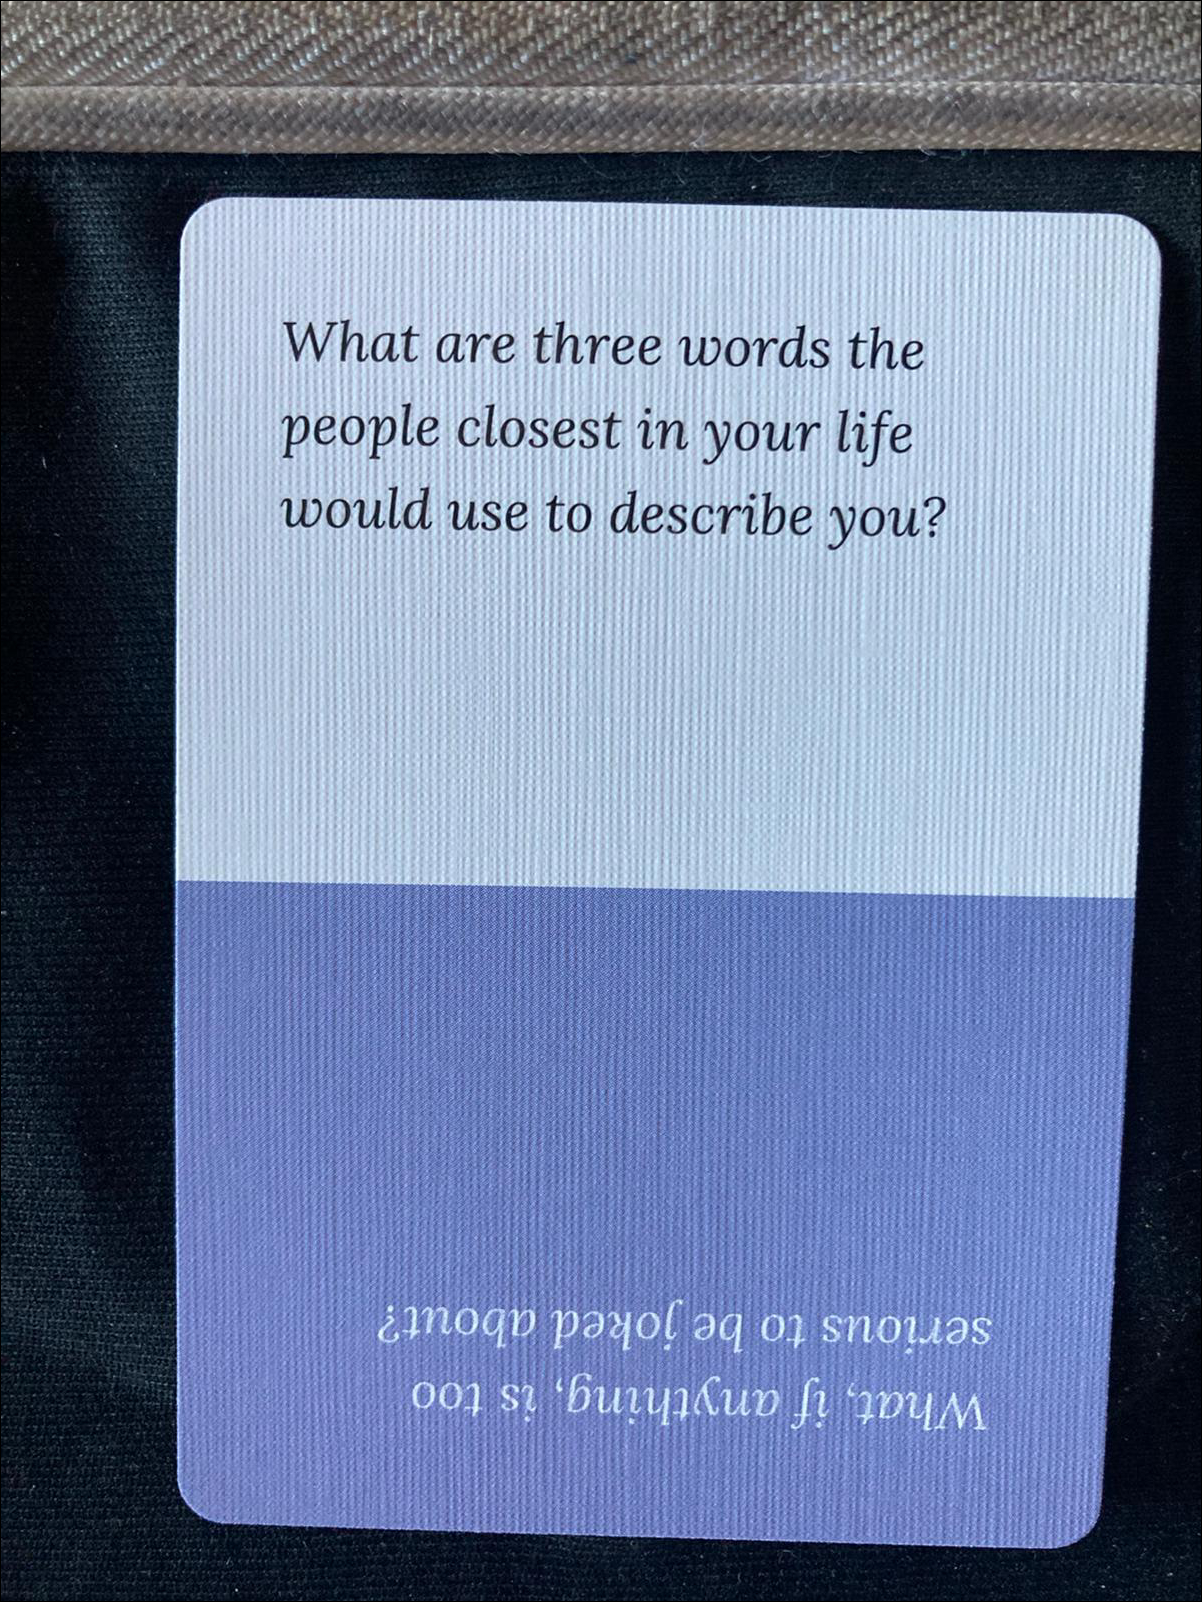 What are three words the
people closest in your life
would use to describe you?
What, if anything, is too
serious to be joked about?